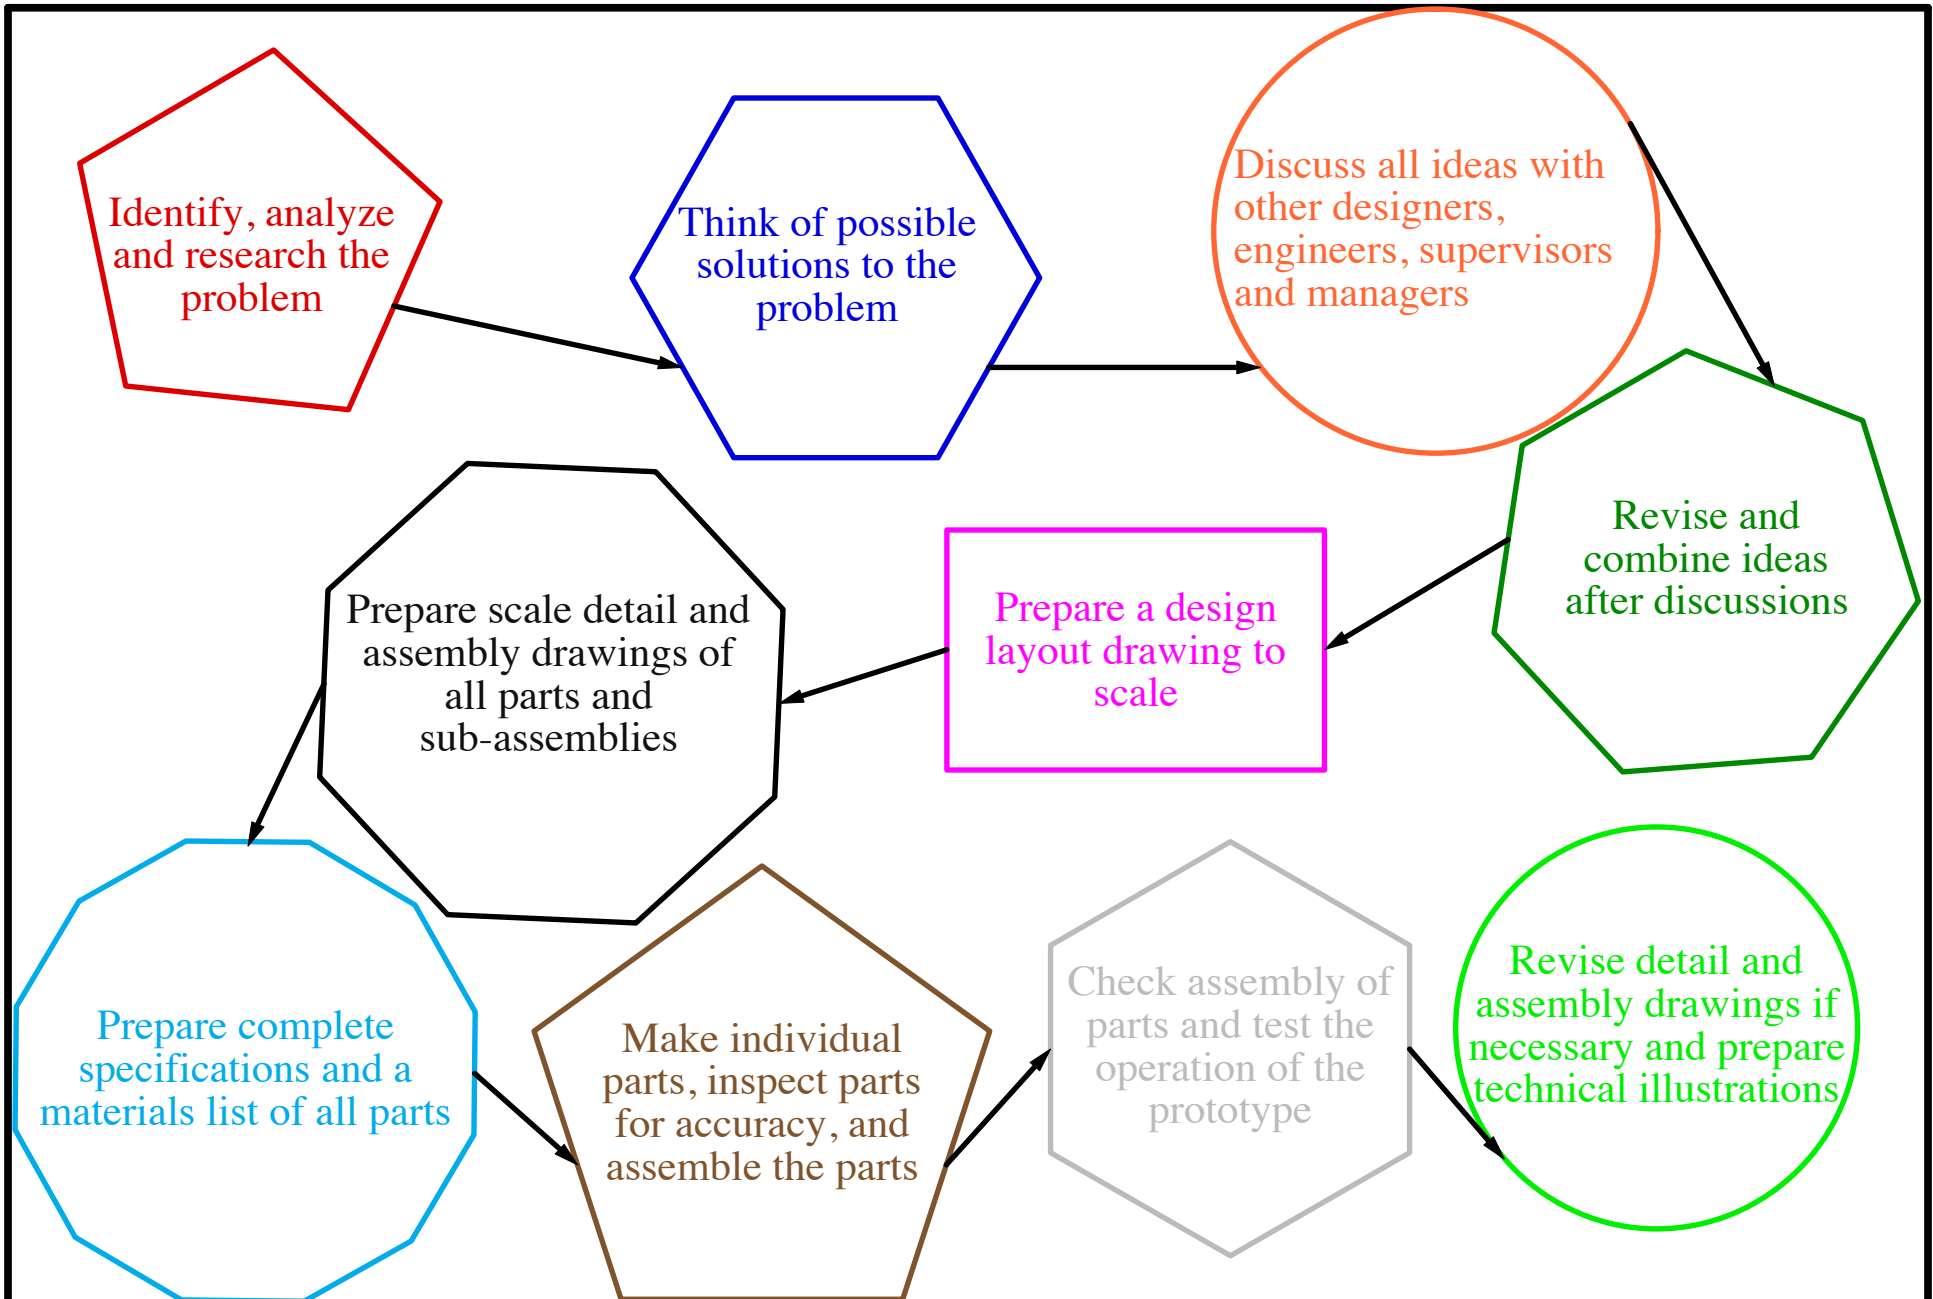 Identify, analyze
and research the
problem
Think of possible
solutions to the
problem
Discuss all ideas with
other designers,
engineers, supervisors
and managers
Revise and
combine ideas
after discussions
Prepare a design
layout drawing to
scale
Prepare scale detail and
assembly drawings of
all parts and
sub-assemblies
Prepare complete
specifications and a
materials list of all parts
Make individual
parts, inspect parts
for accuracy, and
assemble the parts
Check assembly of
parts and test the
operation of the
prototype
Revise detail and
assembly drawings if
necessary and prepare
technical illustrations